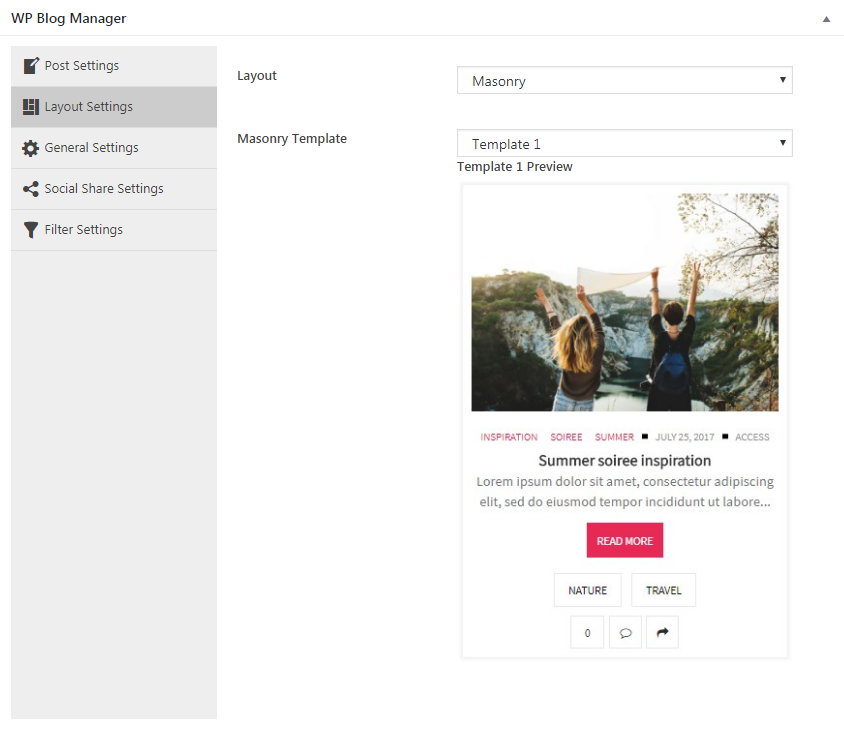 WP Blog Manager
Post Settings
Layout Settings
General Settings
Social Share Settings
Filter Settings
Layout
Masonry
Masonry Template
Template 1
Template 1 Preview
INSPIRATION SOIREE SUMMER JULY 25, 2017 ACCESS
Summer soiree inspiration
Lorem ipsum dolor sit amet, consectetur adipiscing
elit, sed do eiusmod tempor incididunt ut labore...
READ MORE
NATURE TRAVEL
0